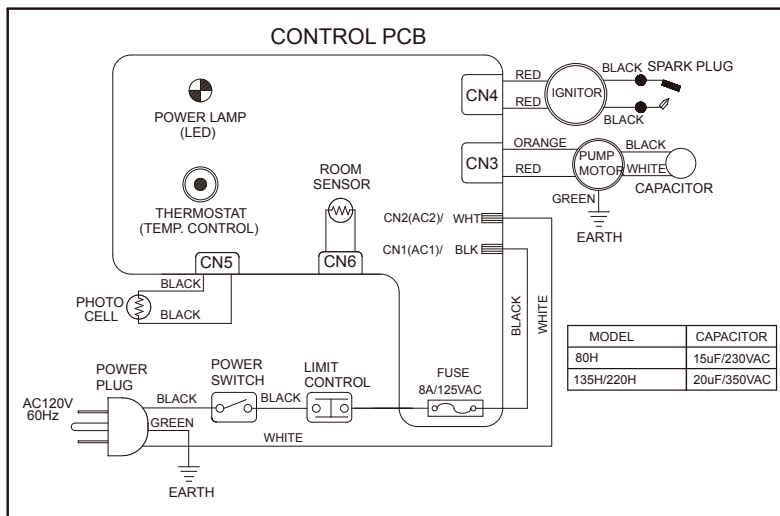 CONTROL PCB
POWER LAMP
(LED)
THERMOSTAT
(TEMP. CONTROL)
ROOM
SENSOR
CN4
RED
RED
IGNITOR
BLACK
SPARK PLUG
BLACK
CN3
ORANGE
RED
PUMP
MOTOR
BLACK
WHITE
CAPACITOR
GREEN
EARTH
CN2(AC2)/ WHT
CN1(AC1)/ BLK
CN5
CN6
BLACK
BLACK
PHOTO
CELL
BLACK
WHITE
MODEL CAPACITOR
80H 15uF/230VAC
135H/220H 20uF/350VAC
POWER
PLUG
AC120V
60Hz
BLACK
POWER
SWITCH
BLACK
LIMIT
CONTROL
FUSE
8A/125VAC
GREEN
WHITE
EARTH